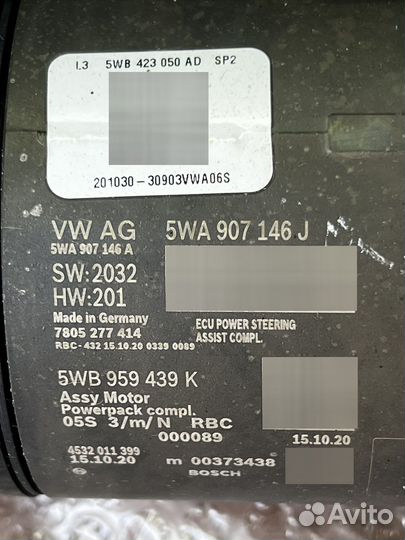 L3 5WB 423 050 AD SP2
201030-30903VWA06S
VW AG 5WA 907 146 J
5WA 907 146 A
SW:2032
HW:201
Made in Germany
7805 277 414
ECU POWER STEERING
ASSIST COMPL.
RBC-432 15.10.20 0339 0089
5WB 959 439 K
Assy Motor
Powerpack compl.
05S 3/m/N RBC
000089
15.10.20
4532 011 399
15.10.20 m 00373438
BOSCH
Avito